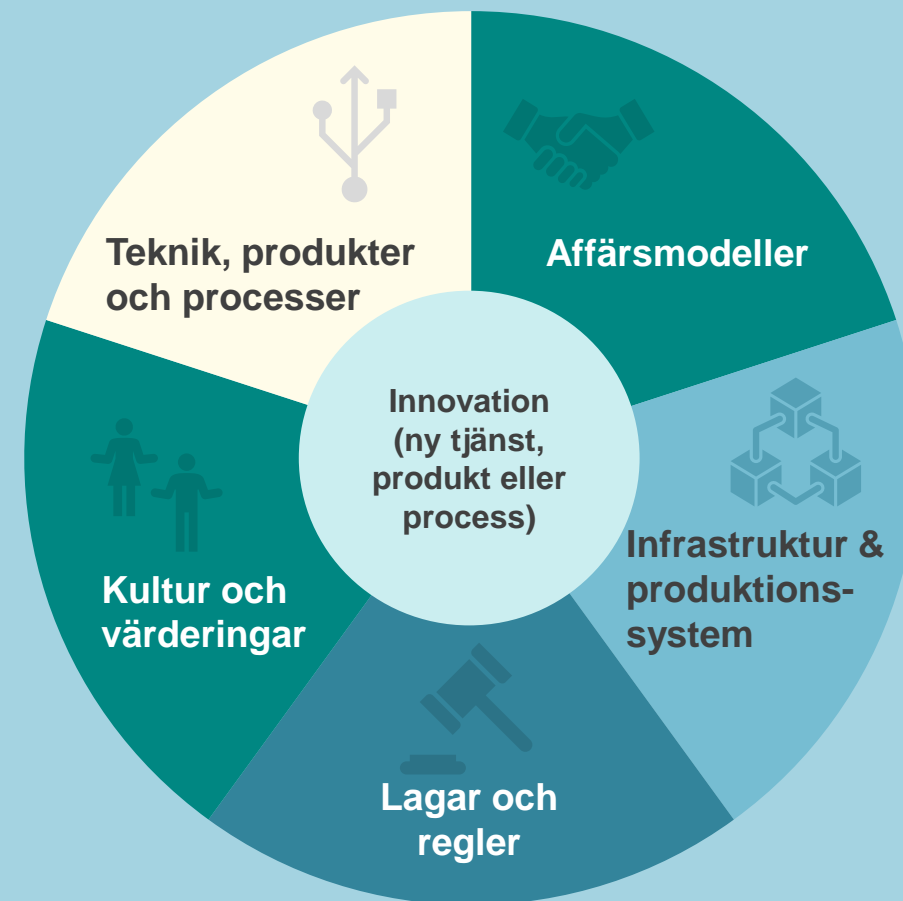 Teknik, produkter
och processer
Affärsmodeller
Innovation
(ny tjänst,
produkt eller
process)
Infrastruktur &
produktions-
system
Kultur och
värderingar
Lagar och
regler